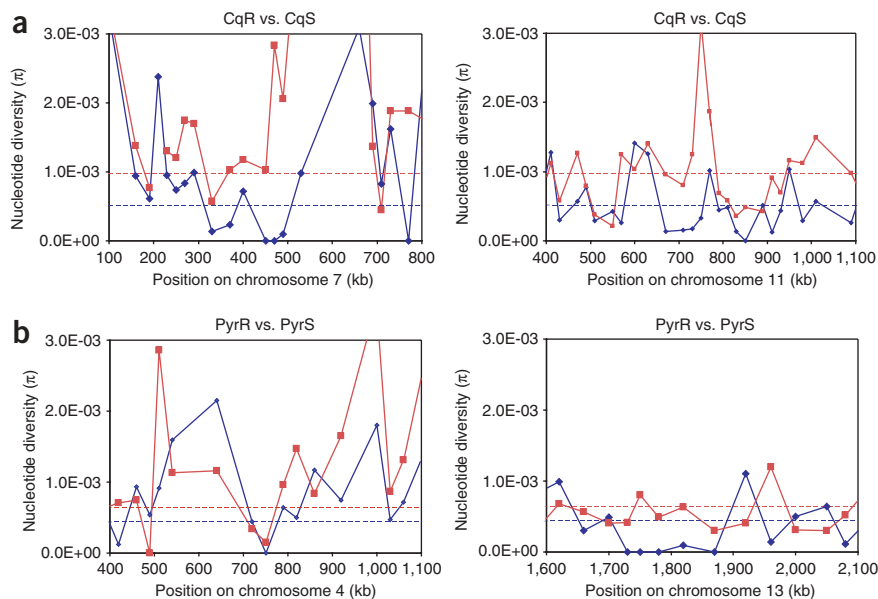 a
CqR vs. CqS
Nucleotide diversity (π)
3.0E-03
2.0E-03
1.0E-03
0.0E+00
100 200 300 400 500 600 700 800
Position on chromosome 7 (kb)
CqR vs. CqS
Nucleotide diversity (π)
3.0E-03
2.0E-03
1.0E-03
0.0E+00
400 500 600 700 800 900 1,000 1,100
Position on chromosome 11 (kb)
b
PyrR vs. PyrS
Nucleotide diversity (π)
3.0E-03
2.0E-03
1.0E-03
0.0E+00
400 500 600 700 800 900 1,000 1,100
Position on chromosome 4 (kb)
PyrR vs. PyrS
Nucleotide diversity (π)
3.0E-03
2.0E-03
1.0E-03
0.0E+00
1,600 1,700 1,800 1,900 2,000 2,100
Position on chromosome 13 (kb)